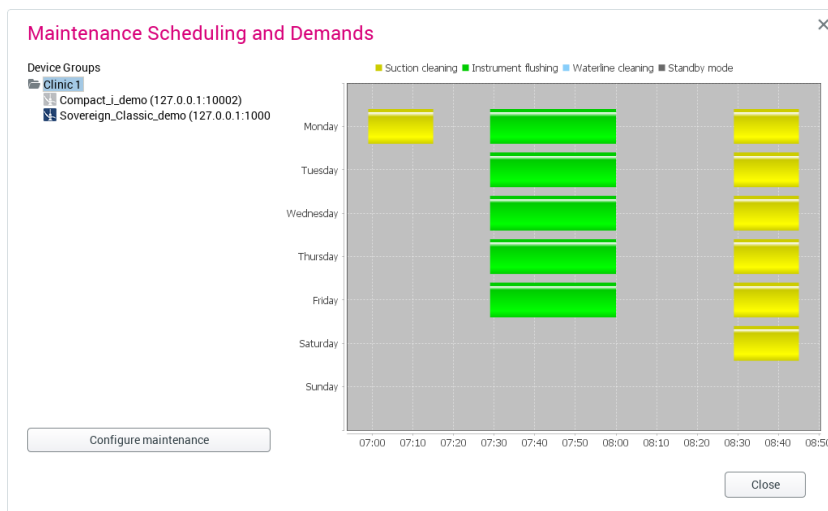 Maintenance Scheduling and Demands
Device Groups
Clinic 1
Compact_i_demo (127.0.0.1:10002)
Sovereign_Classic_demo (127.0.0.1:1000
Configure maintenance
Suction cleaning Instrument flushing Waterline cleaning Standby mode
Monday
Tuesday
Wednesday
Thursday
Friday
Saturday
Sunday
07:00 07:10 07:20 07:30 07:40 07:50 08:00 08:10 08:20 08:30 08:40 08:50
Close